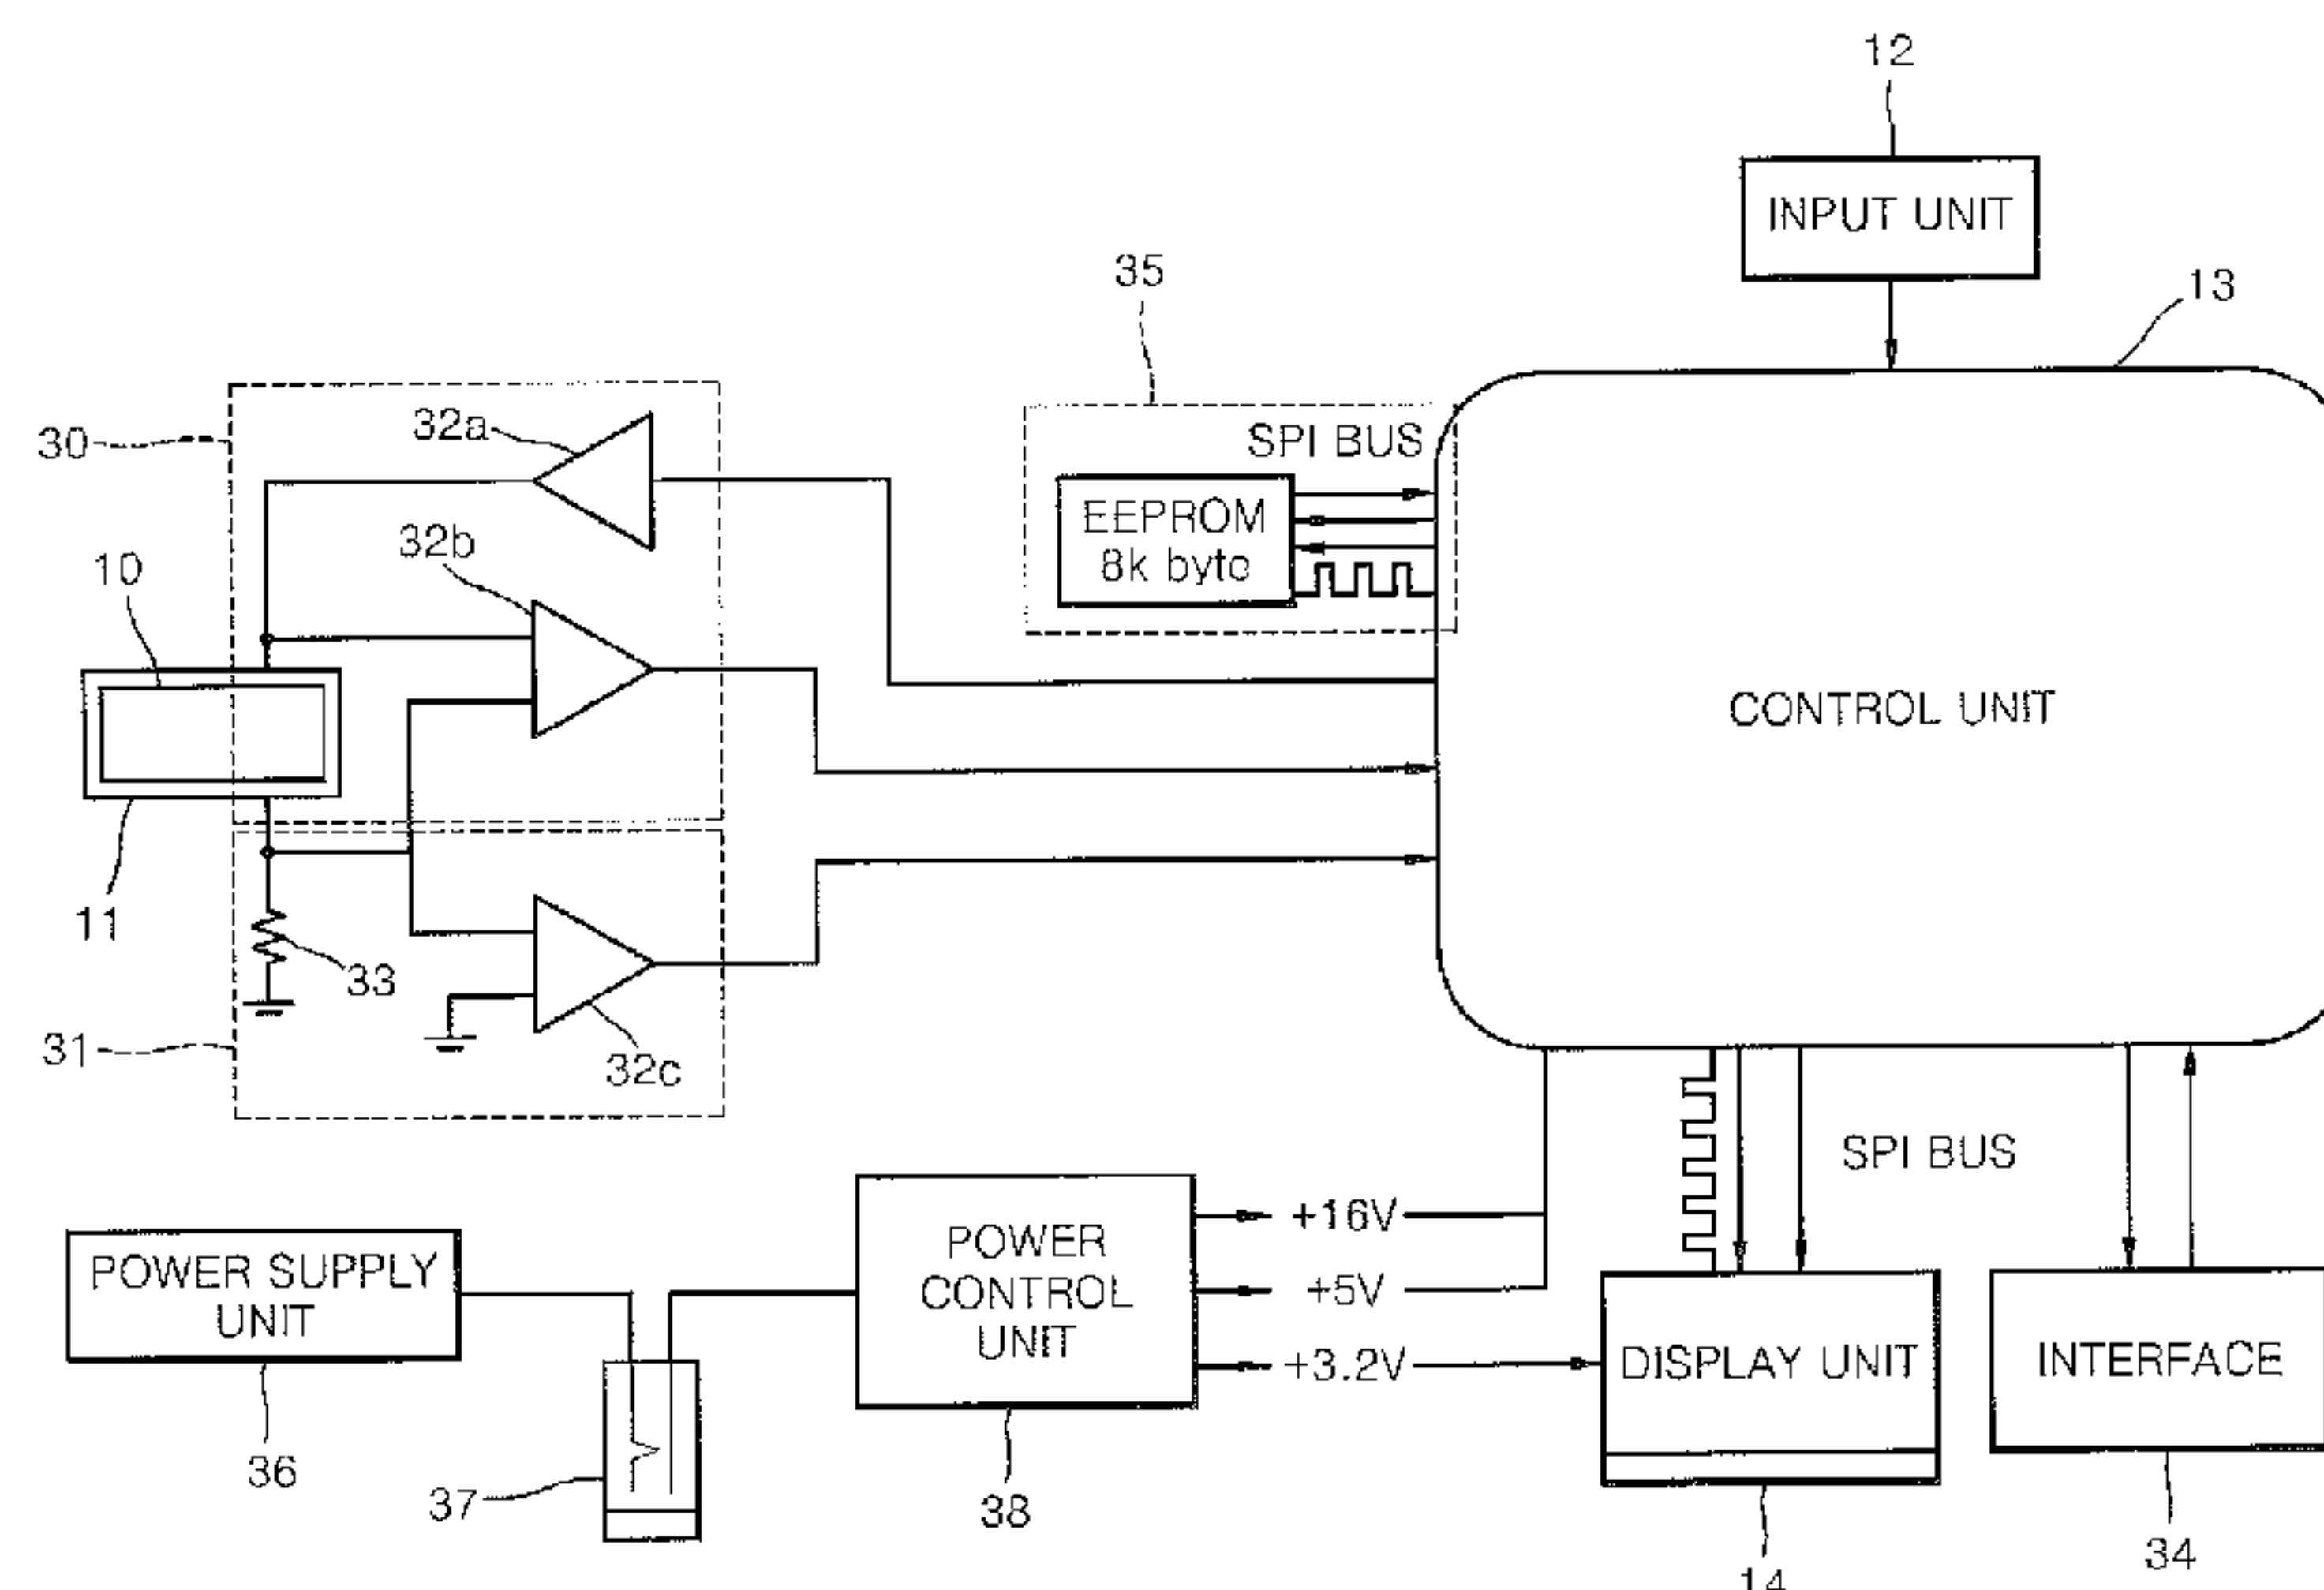 12
INPUT UNIT
35
13
30
32a
SPI BUS
EEPROM
8k byte
32b
10
CONTROL UNIT
11
33
31
32c
SPI BUS
POWER SUPPLY
UNIT
POWER
CONTROL
UNIT
+16V
+5V
+3.2V
DISPLAY UNIT
INTERFACE
36
37
38
14
34